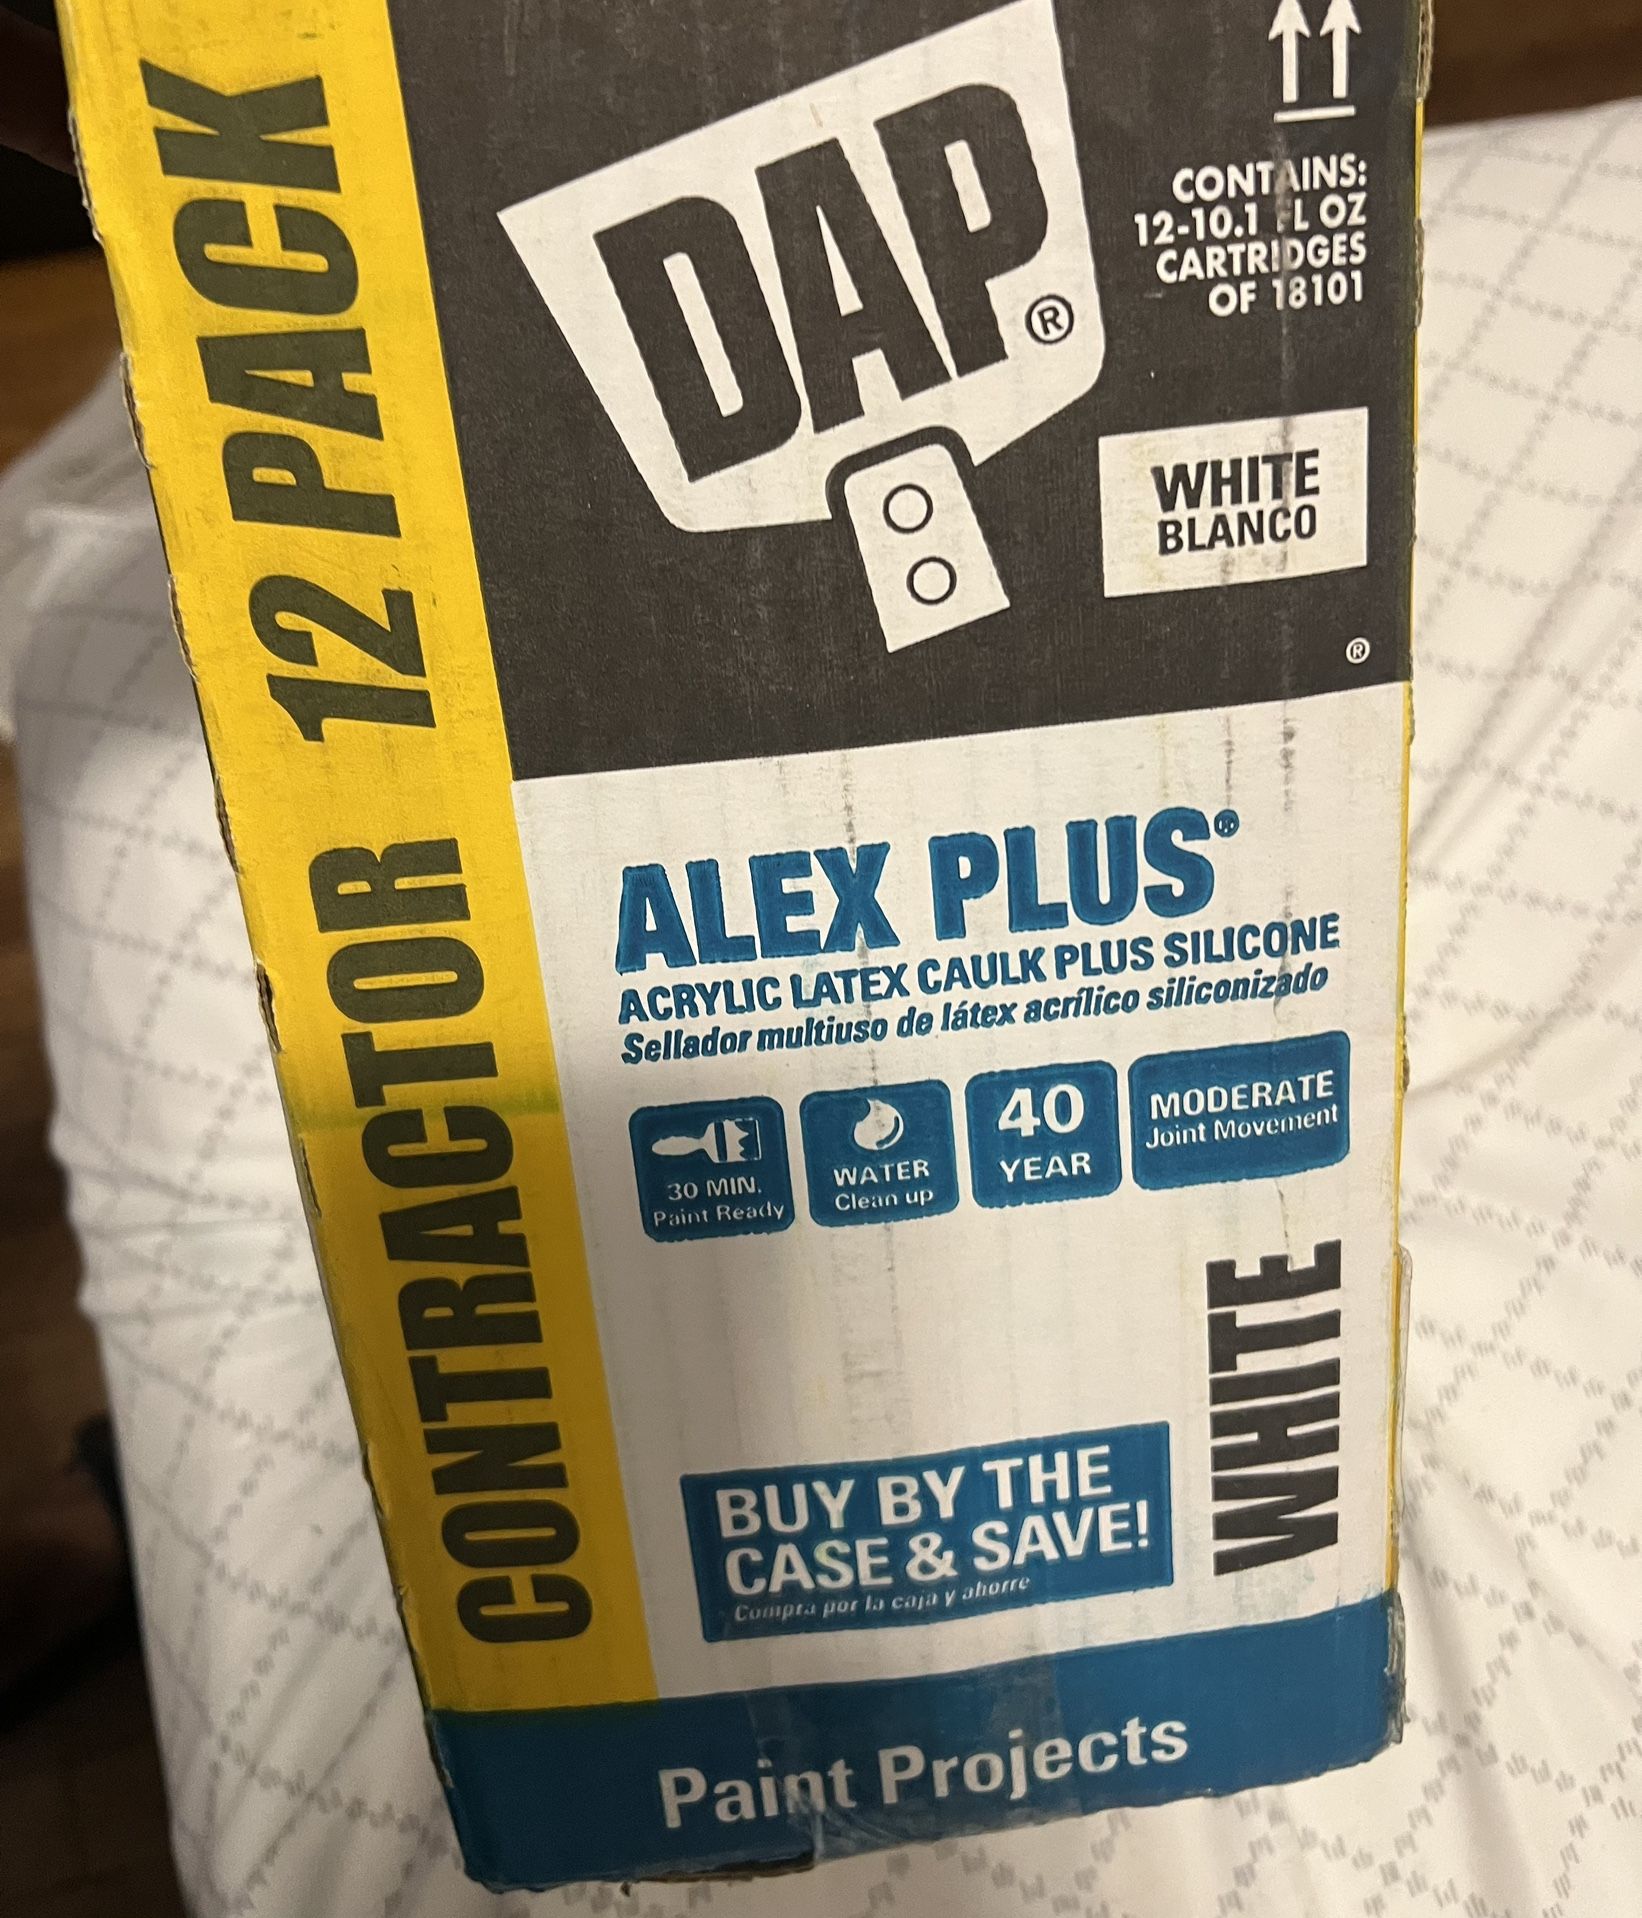 CONTRACTOR 12 PACK
DAP®
CONTAINS:
12-10.1 FL OZ
CARTRIDGES
OF 18101
WHITE
BLANCO
®
ALEX PLUS®
ACRYLIC LATEX CAULK PLUS SILICONE
Sellador multiuso de látex acrílico siliconizado
30 MIN.
Paint Ready
WATER
Clean up
40
YEAR
MODERATE
Joint Movement
WHITE
BUY BY THE
CASE & SAVE!
Compra por la caja y ahorre
Paint Projects